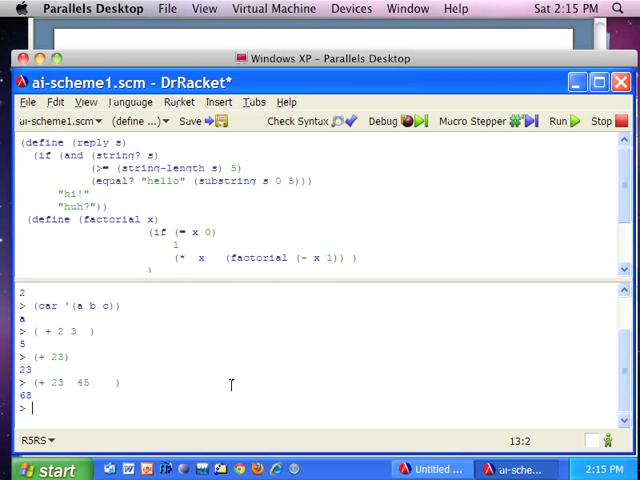 Parallels Desktop File View Virtual Machine Devices Window Help Sat 2:15 PM
Windows XP - Parallels Desktop
ai-scheme1.scm - DrRacket*
File Edit View Language Racket Insert Tabs Help
ai-scheme1.scm (define ...) Save Check Syntax Debug Macro Stepper Run Stop
(define (reply s)
(if (and (string? s)
(>= (string-length s) 5)
(equal? "hello" (substring s 0 5)))
"hi!"
"huh?"))
(define (factorial x)
(if (= x 0)
1
(* x (factorial (- x 1)) )
)
2
> (car '(a b c))
a
> ( + 2 3 )
5
> (+ 23)
23
> (+ 23 45 )
68
>
R5RS 13:2
start Untitled ... ai-sche... 2:15 PM